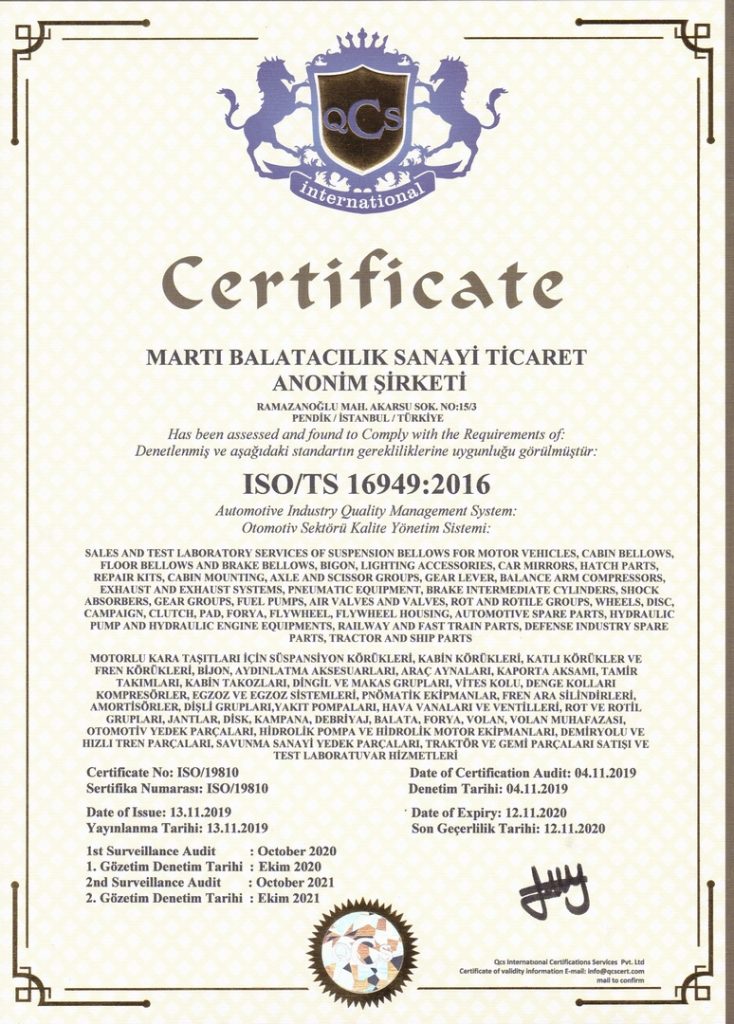 QCS
international
Certificate
MARTI BALATACILIK SANAYİ TİCARET
ANONİM ŞİRKETİ
RAMAZANOĞLU MAH. AKARSU SOK. NO:15/3
PENDİK / İSTANBUL / TÜRKİYE
Has been assessed and found to Comply with the Requirements of:
Denetlenmiş ve aşağıdaki standartın gerekliliklerine uygunluğu görülmüştür:
ISO/TS 16949:2016
Automotive Industry Quality Management System:
Otomotiv Sektörü Kalite Yönetim Sistemi:
SALES AND TEST LABORATORY SERVICES OF SUSPENSION BELLOWS FOR MOTOR VEHICLES, CABIN BELLOWS,
FLOOR BELLOWS AND BRAKE BELLOWS, BIGON, LIGHTING ACCESSORIES, CAR MIRRORS, HATCH PARTS,
REPAIR KITS, CABIN MOUNTING, AXLE AND SCISSOR GROUPS, GEAR LEVER, BALANCE ARM COMPRESSORS,
EXHAUST AND EXHAUST SYSTEMS, PNEUMATIC EQUIPMENT, BRAKE INTERMEDIATE CYLINDERS, SHOCK
ABSORBERS, GEAR GROUPS, FUEL PUMPS, AIR VALVES AND VALVES, ROT AND ROTILE GROUPS, WHEELS, DISC,
CAMPAIGN, CLUTCH, PAD, FORYA, FLYWHEEL, FLYWHEEL HOUSING, AUTOMOTIVE SPARE PARTS, HYDRAULIC
PUMP AND HYDRAULIC ENGINE EQUIPMENTS, RAILWAY AND FAST TRAIN PARTS, DEFENSE INDUSTRY SPARE
PARTS, TRACTOR AND SHIP PARTS
MOTORLU KARA TAŞITLARI İÇİN SÜSPANSİYON KÖRÜKLERİ, KABİN KÖRÜKLERİ, KATLI KÖRÜKLER VE
FREN KÖRÜKLERİ, BİJON, AYDINLATMA AKSESUARLARI, ARAÇ AYNALARI, KAPORTA AKSAMI, TAMİR
TAKIMLARI, KABİN TAKOZLARI, DİNGİL VE MAKAS GRUPLARI, VİTES KOLU, DENGE KOLLARI
KOMPRESÖRLER, EGZOZ VE EGZOZ SİSTEMLERİ, PNÖMATİK EKİPMANLAR, FREN ARA SİLİNDİRLERİ,
AMORTİSÖRLER, DİŞLİ GRUPLARI,YAKIT POMPALARI, HAVA VANALARI VE VENTİLLERİ, ROT VE ROTİL
GRUPLARI, JANTLAR, DİSK, KAMPANA, DEBRİYAJ, BALATA, FORYA, VOLAN, VOLAN MUHAFAZASI,
OTOMOTİV YEDEK PARÇALARI, HİDROLİK POMPA VE HİDROLİK MOTOR EKİPMANLARI, DEMİRYOLU VE
HIZLI TREN PARÇALARI, SAVUNMA SANAYİ YEDEK PARÇALARI, TRAKTÖR VE GEMİ PARÇALARI SATIŞI VE
TEST LABORATUVAR HİZMETLERİ
Certificate No: ISO/19810
Sertifika Numarası: ISO/19810
Date of Certification Audit: 04.11.2019
Denetim Tarihi: 04.11.2019
Date of Issue: 13.11.2019
Yayınlanma Tarihi: 13.11.2019
Date of Expiry: 12.11.2020
Son Geçerlilik Tarihi: 12.11.2020
1st Surveillance Audit : October 2020
1. Gözetim Denetim Tarihi : Ekim 2020
2nd Surveillance Audit : October 2021
2. Gözetim Denetim Tarihi : Ekim 2021
Qcs International Certifications Services Pvt. Ltd
Certificate of validity information E-mail: info@qcscert.com
mail to confirm